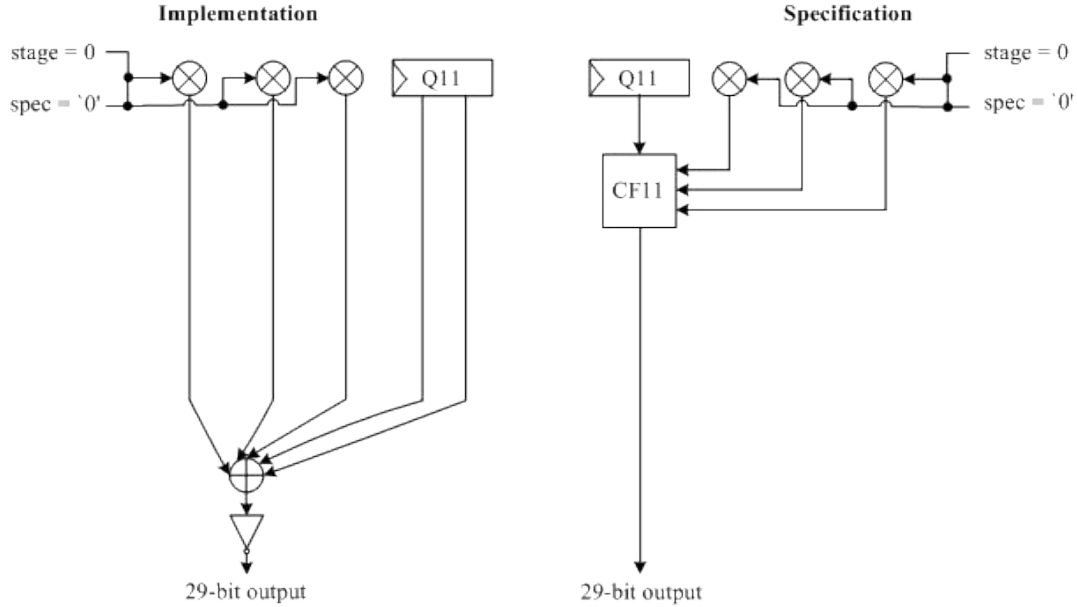 Implementation
Specification
stage = 0
spec = `0'
Q11
Q11
stage = 0
spec = `0'
CF11
29-bit output
29-bit output